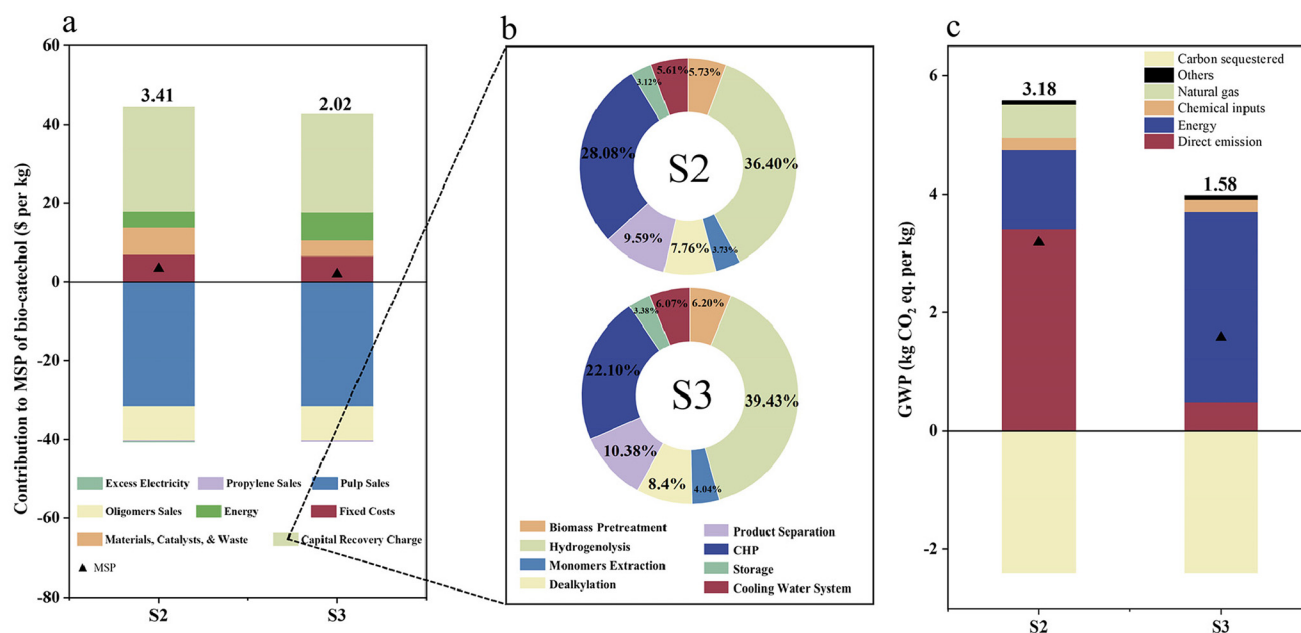 a
Contribution to MSP of bio-catechol ($ per kg)
60
40
20
0
-20
-40
-60
-80
3.41
2.02
Excess Electricity
Propylene Sales
Pulp Sales
Oligomers Sales
Energy
Fixed Costs
Materials, Catalysts, & Waste
Capital Recovery Charge
MSP
S2
S3
b
5.73%
36.40%
3.73%
7.76%
9.59%
28.08%
3.12%
5.61%
S2
6.20%
39.43%
4.04%
8.4%
10.38%
22.10%
3.38%
6.07%
S3
Biomass Pretreatment
Hydrogenolysis
Monomers Extraction
Dealkylation
Product Separation
CHP
Storage
Cooling Water System
c
GWP (kg CO₂ eq. per kg)
6
4
2
0
-2
3.18
1.58
Carbon sequestered
Others
Natural gas
Chemical inputs
Energy
Direct emission
S2
S3